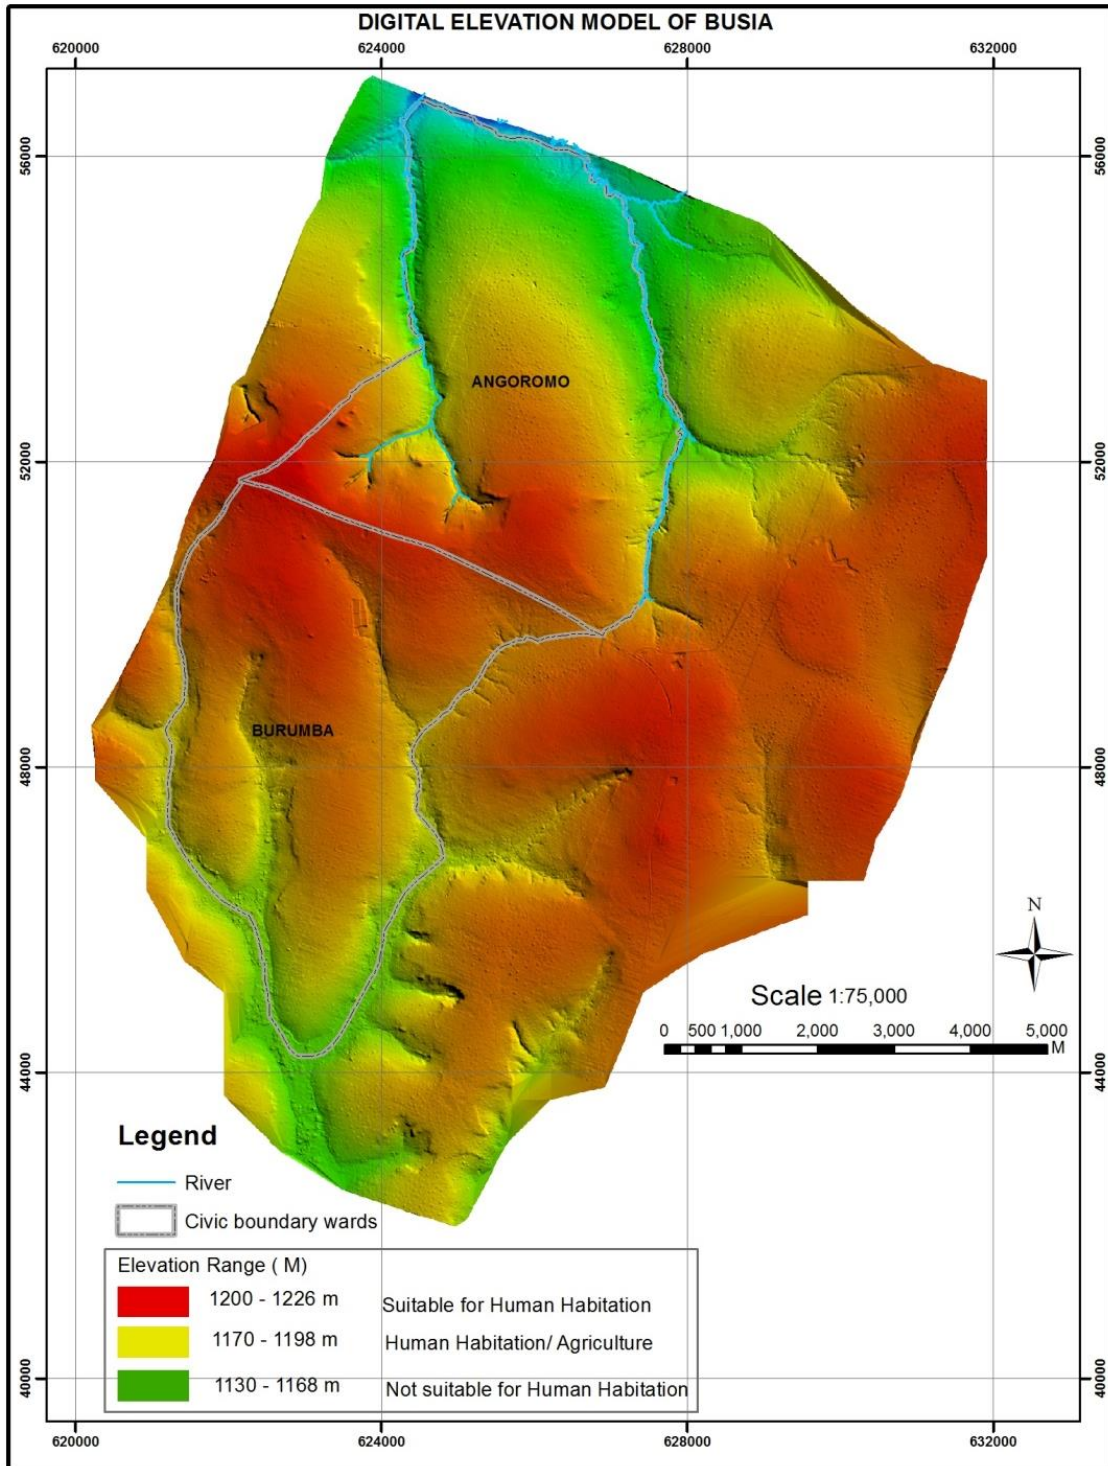 DIGITAL ELEVATION MODEL OF BUSIA
620000 624000 628000 632000
56000 56000
ANGOROMO
52000 52000
BURUMBA
48000 48000
N
Scale 1:75,000
0 500 1,000 2,000 3,000 4,000 5,000
M
44000 44000
Legend
River
Civic boundary wards
Elevation Range ( M)
1200 - 1226 m Suitable for Human Habitation
1170 - 1198 m Human Habitation/ Agriculture
1130 - 1168 m Not suitable for Human Habitation
40000 40000
620000 624000 628000 632000